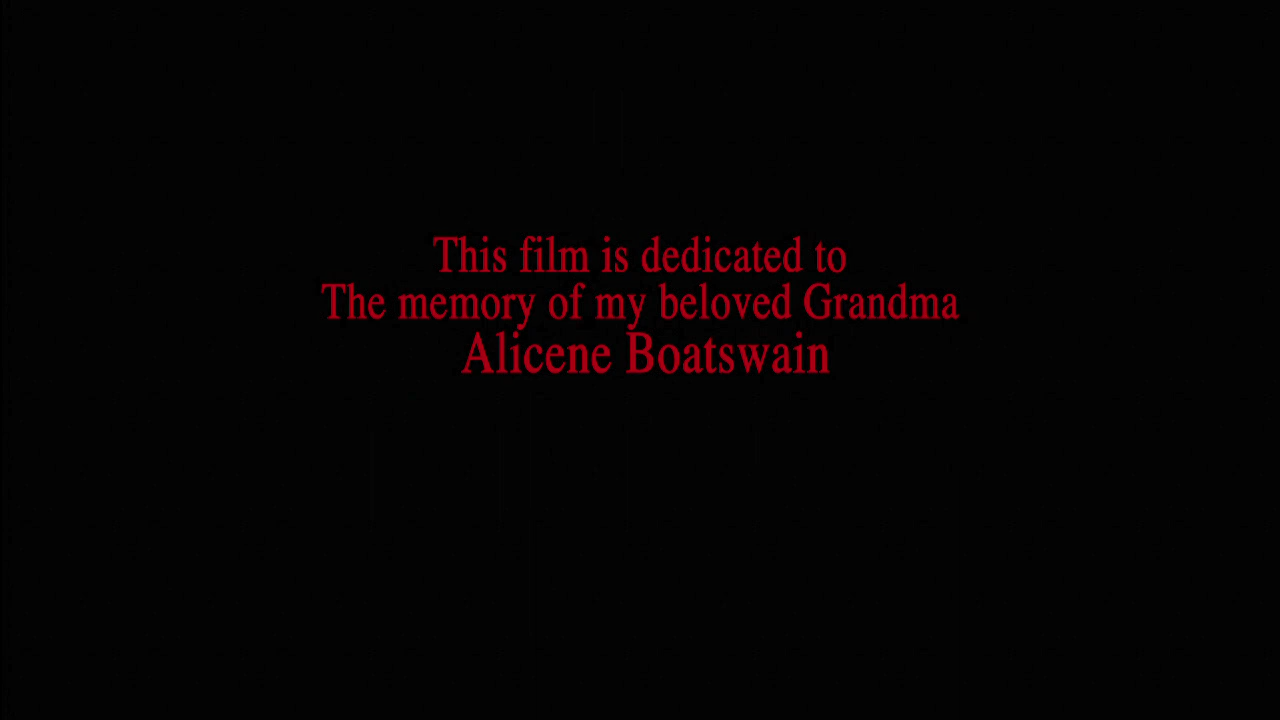 This film is dedicated to
The memory of my beloved Grandma
Alicene Boatswain